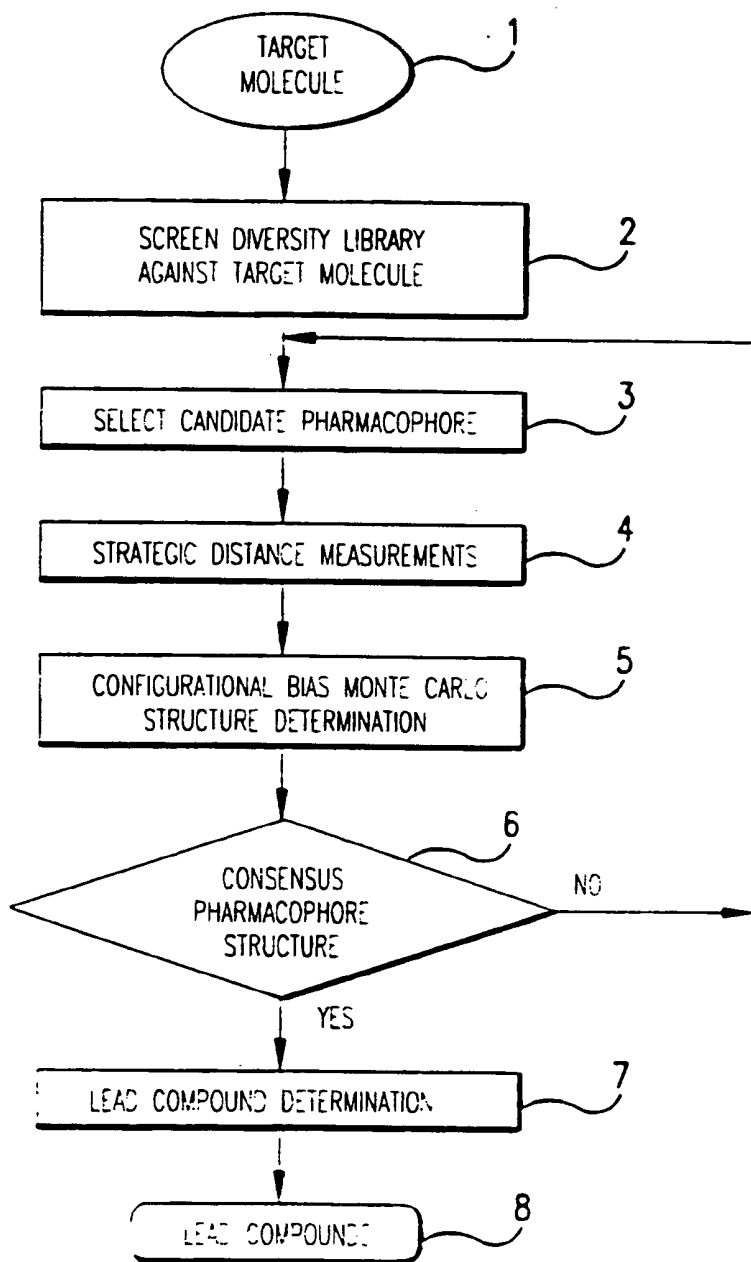 TARGET
MOLECULE
1
SCREEN DIVERSITY LIBRARY
AGAINST TARGET MOLECULE
2
SELECT CANDIDATE PHARMACOPHORE
3
STRATEGIC DISTANCE MEASUREMENTS
4
CONFIGURATIONAL BIAS MONTE CARLO
STRUCTURE DETERMINATION
5
CONSENSUS
PHARMACOPHORE
STRUCTURE
6
NO
YES
LEAD COMPOUND DETERMINATION
7
LEAD COMPOUNDS
8